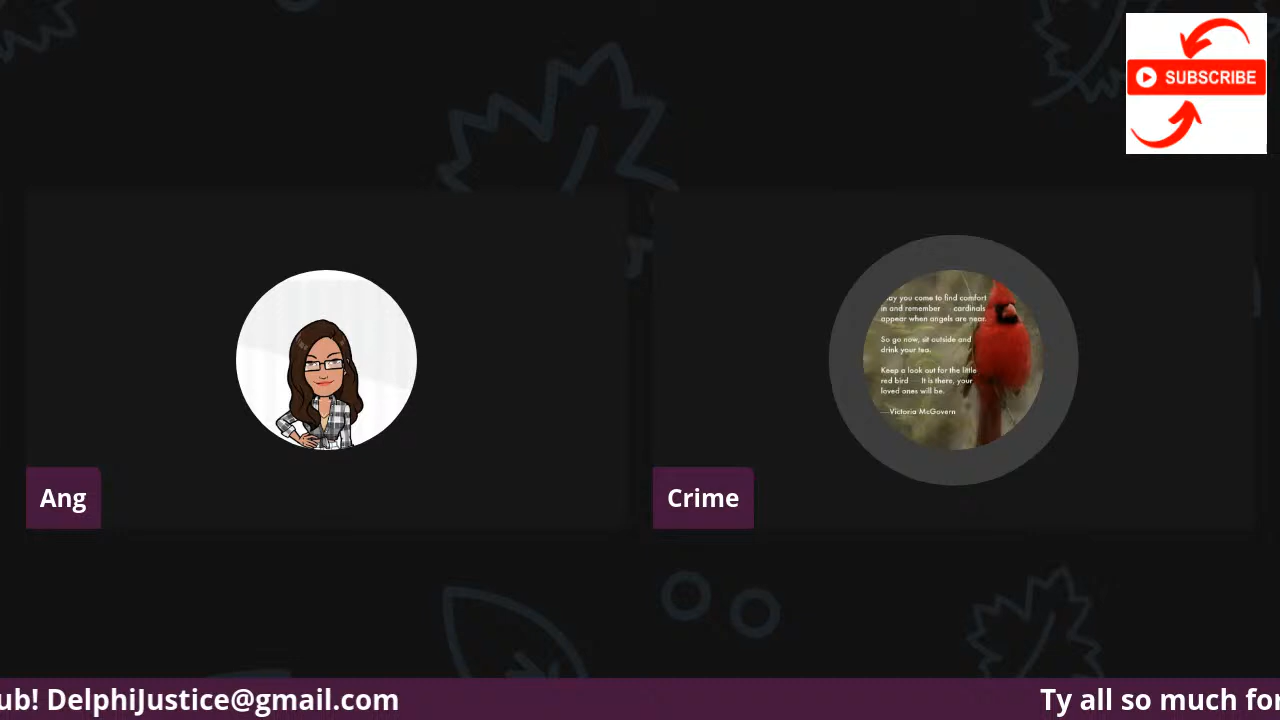 SUBSCRIBE
ay you come to find comfort
in and remember cardinals
appear when angels are near.
So go now, sit outside and
drink your tea.
Keep a look out for the little
red bird — It is there, your
loved ones will be.
—Victoria McGovern
Ang
Crime
ub! DelphiJustice@gmail.com
Ty all so much for